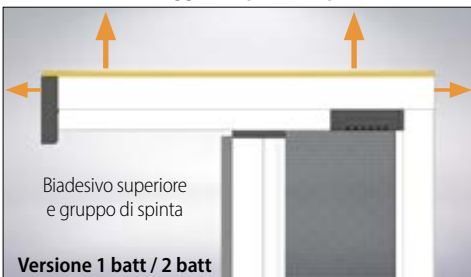 Biadesivo superiore
e gruppo di spinta
Versione 1 batt / 2 batt